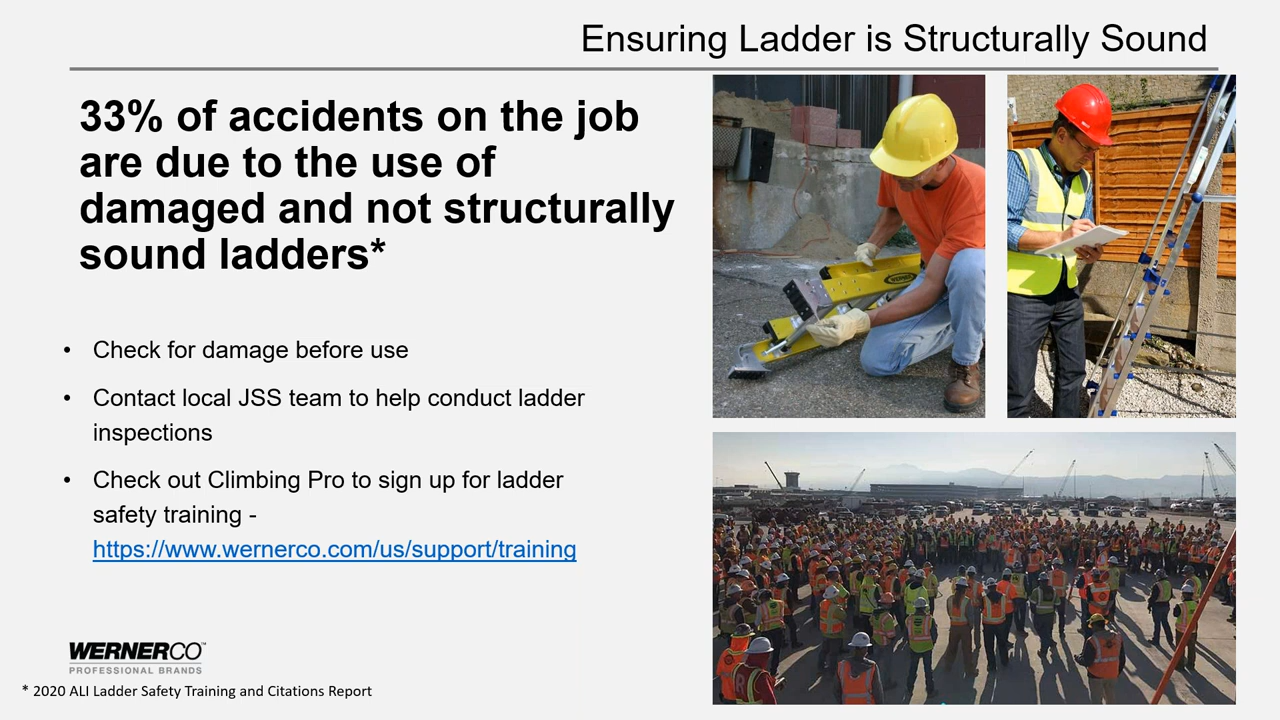 Ensuring Ladder is Structurally Sound
33% of accidents on the job
are due to the use of
damaged and not structurally
sound ladders*
• Check for damage before use
• Contact local JSS team to help conduct ladder
inspections
• Check out Climbing Pro to sign up for ladder
safety training -
https://www.wernerco.com/us/support/training
WERNERCO™
PROFESSIONAL BRANDS
* 2020 ALI Ladder Safety Training and Citations Report
WERNER